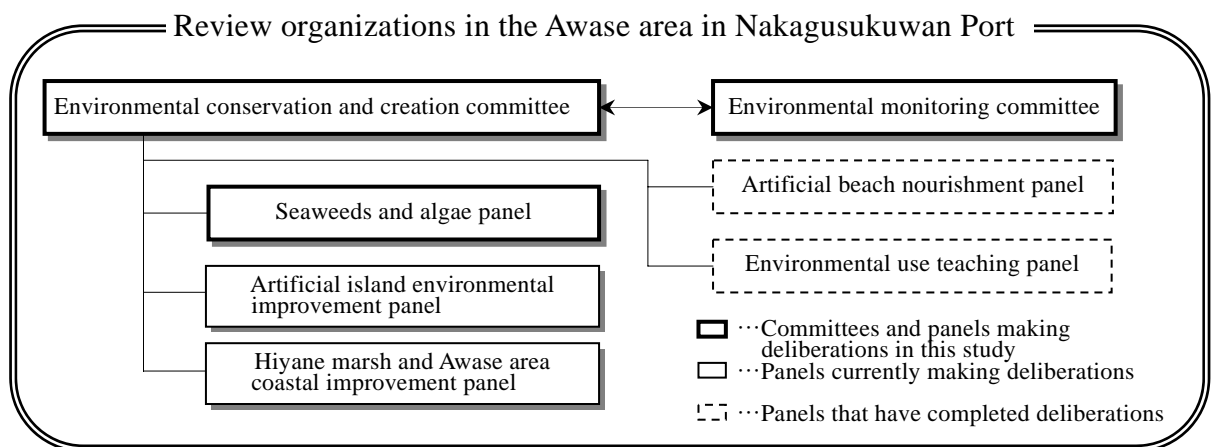 Review organizations in the Awase area in Nakagusukuwan Port
Environmental conservation and creation committee
Environmental monitoring committee
Seaweeds and algae panel
Artificial island environmental
improvement panel
Hiyane marsh and Awase area
coastal improvement panel
Artificial beach nourishment panel
Environmental use teaching panel
…Committees and panels making
deliberations in this study
…Panels currently making deliberations
…Panels that have completed deliberations